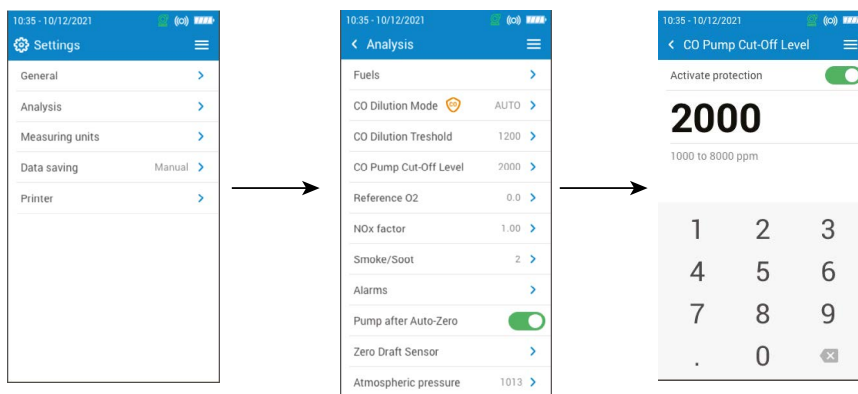 10:35 - 10/12/2021
Settings
General
Analysis
Measuring units
Data saving Manual
Printer
10:35 - 10/12/2021
Analysis
Fuels
CO Dilution Mode CO AUTO
CO Dilution Treshold 1200
CO Pump Cut-Off Level 2000
Reference O2 0.0
NOx factor 1.00
Smoke/Soot 2
Alarms
Pump after Auto-Zero
Zero Draft Sensor
Atmospheric pressure 1013
10:35 - 10/12/2021
CO Pump Cut-Off Level
Activate protection
2000
1000 to 8000 ppm
1 2 3
4 5 6
7 8 9
. 0